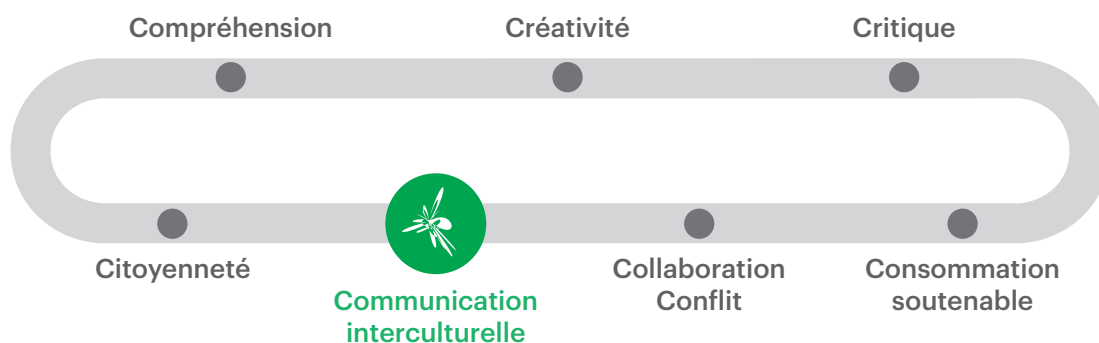 Compréhension
Créativité
Critique
Citoyenneté
Communication
interculturelle
Collaboration
Conflit
Consommation
soutenable